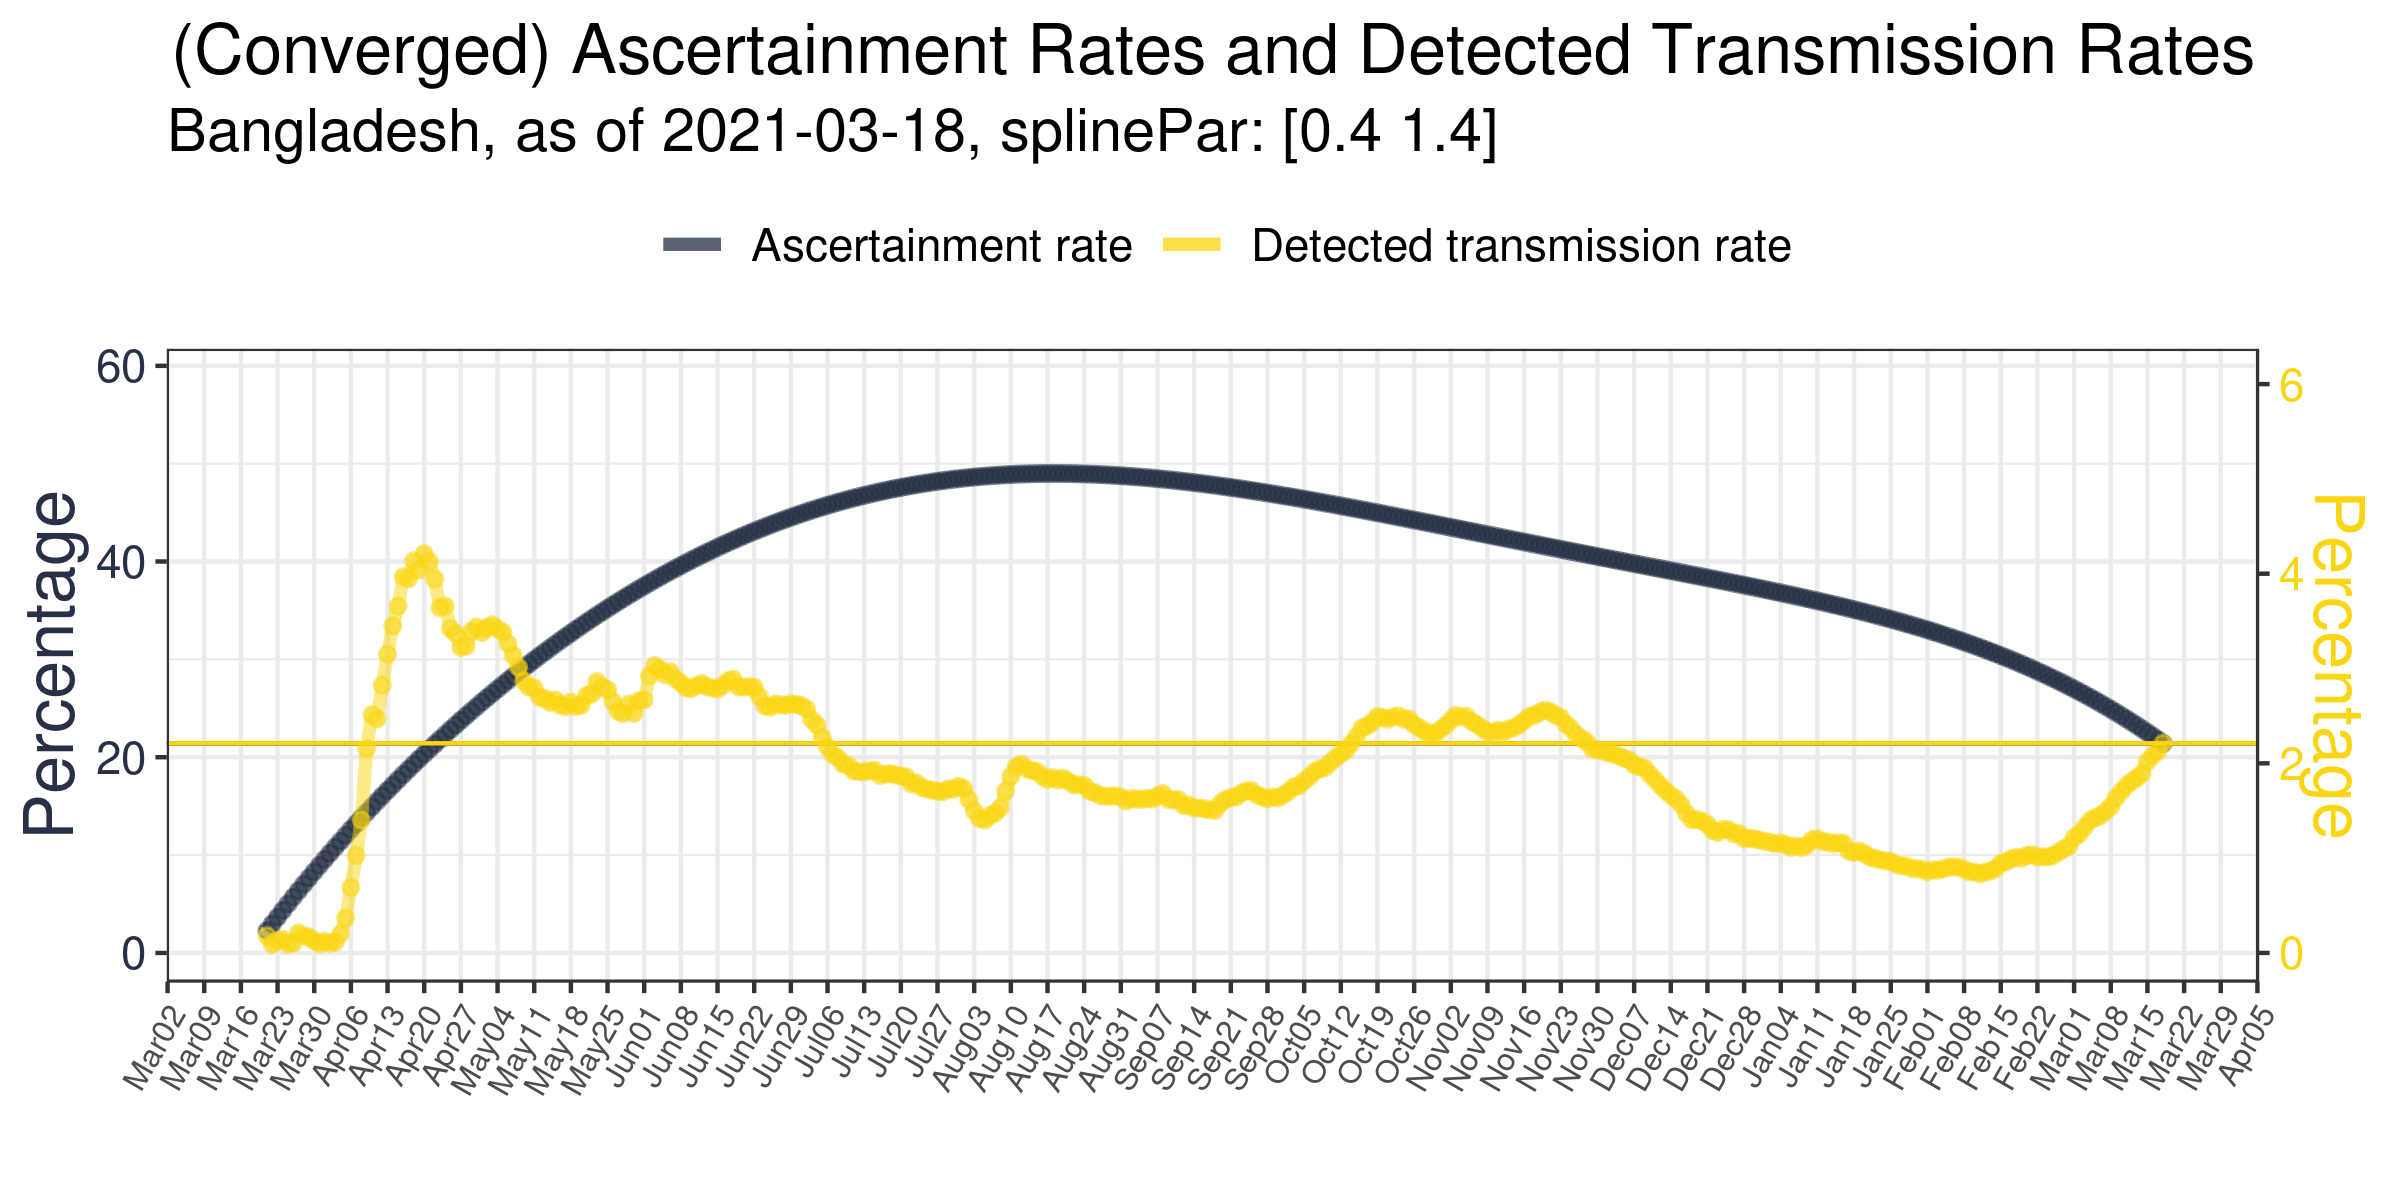 (Converged) Ascertainment Rates and Detected Transmission Rates
Bangladesh, as of 2021-03-18, splinePar: [0.4 1.4]
Ascertainment rate
Detected transmission rate
Percentage
60
40
20
0
6
4
2
0
Percentage
Mar02
Mar09
Mar16
Mar23
Mar30
Apr06
Apr13
Apr20
Apr27
May04
May11
May18
May25
Jun01
Jun08
Jun15
Jun22
Jun29
Jul06
Jul13
Jul20
Jul27
Aug03
Aug10
Aug17
Aug24
Aug31
Sep07
Sep14
Sep21
Sep28
Oct05
Oct12
Oct19
Oct26
Nov02
Nov09
Nov16
Nov23
Nov30
Dec07
Dec14
Dec21
Dec28
Jan04
Jan11
Jan18
Jan25
Feb01
Feb08
Feb15
Feb22
Mar01
Mar08
Mar15
Mar22
Mar29
Apr05